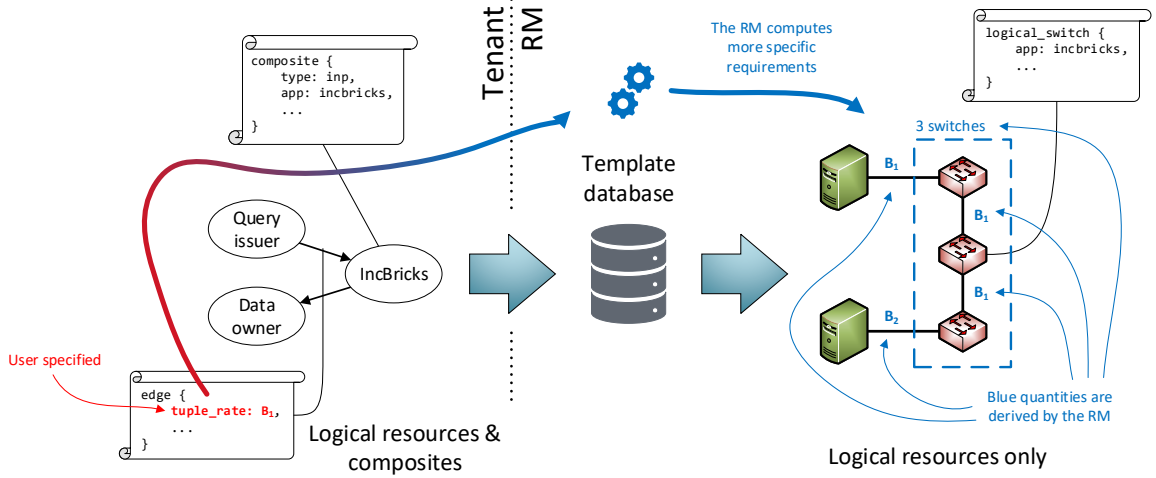 Tenant
RM
composite {
type: inp,
app: incbricks,
...
}
The RM computes
more specific
requirements
logical_switch {
app: incbricks,
...
}
3 switches
Template
database
B1
B1
B1
B2
Query
issuer
IncBricks
Data
owner
User specified
edge {
tuple_rate: B1,
...
}
Logical resources &
composites
Blue quantities are
derived by the RM
Logical resources only